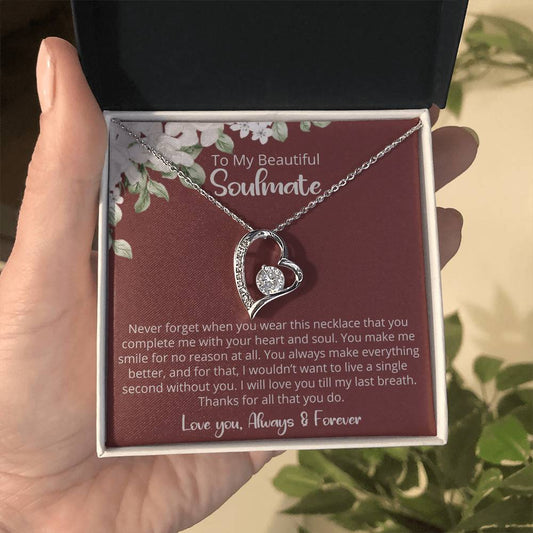 To My Beautiful
Soulmate
Never forget when you wear this necklace that you
complete me with your heart and soul. You make me
smile for no reason at all. You always make everything
better, and for that, I wouldn't want to live a single
second without you. I will love you till my last breath.
Thanks for all that you do.
Love you, Always & Forever